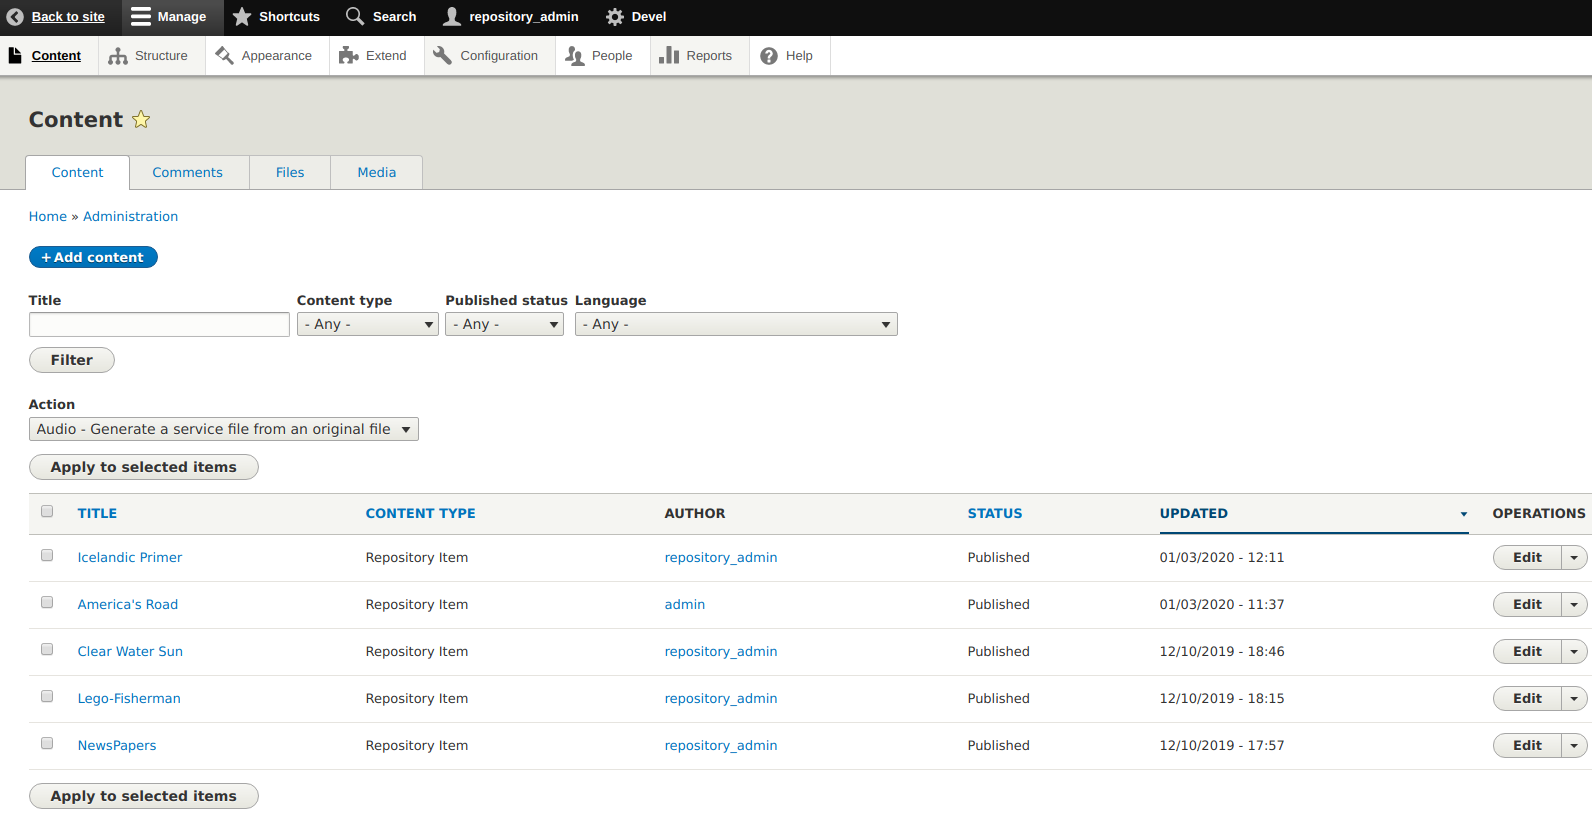 Back to site Manage Shortcuts Search repository_admin Devel
Content Structure Appearance Extend Configuration People Reports Help
Content
Content Comments Files Media
Home » Administration
+ Add content
Title Content type Published status Language
- Any - - Any - - Any -
Filter
Action
Audio - Generate a service file from an original file
Apply to selected items
TITLE CONTENT TYPE AUTHOR STATUS UPDATED OPERATIONS
Icelandic Primer Repository Item repository_admin Published 01/03/2020 - 12:11 Edit
America's Road Repository Item admin Published 01/03/2020 - 11:37 Edit
Clear Water Sun Repository Item repository_admin Published 12/10/2019 - 18:46 Edit
Lego-Fisherman Repository Item repository_admin Published 12/10/2019 - 18:15 Edit
NewsPapers Repository Item repository_admin Published 12/10/2019 - 17:57 Edit
Apply to selected items